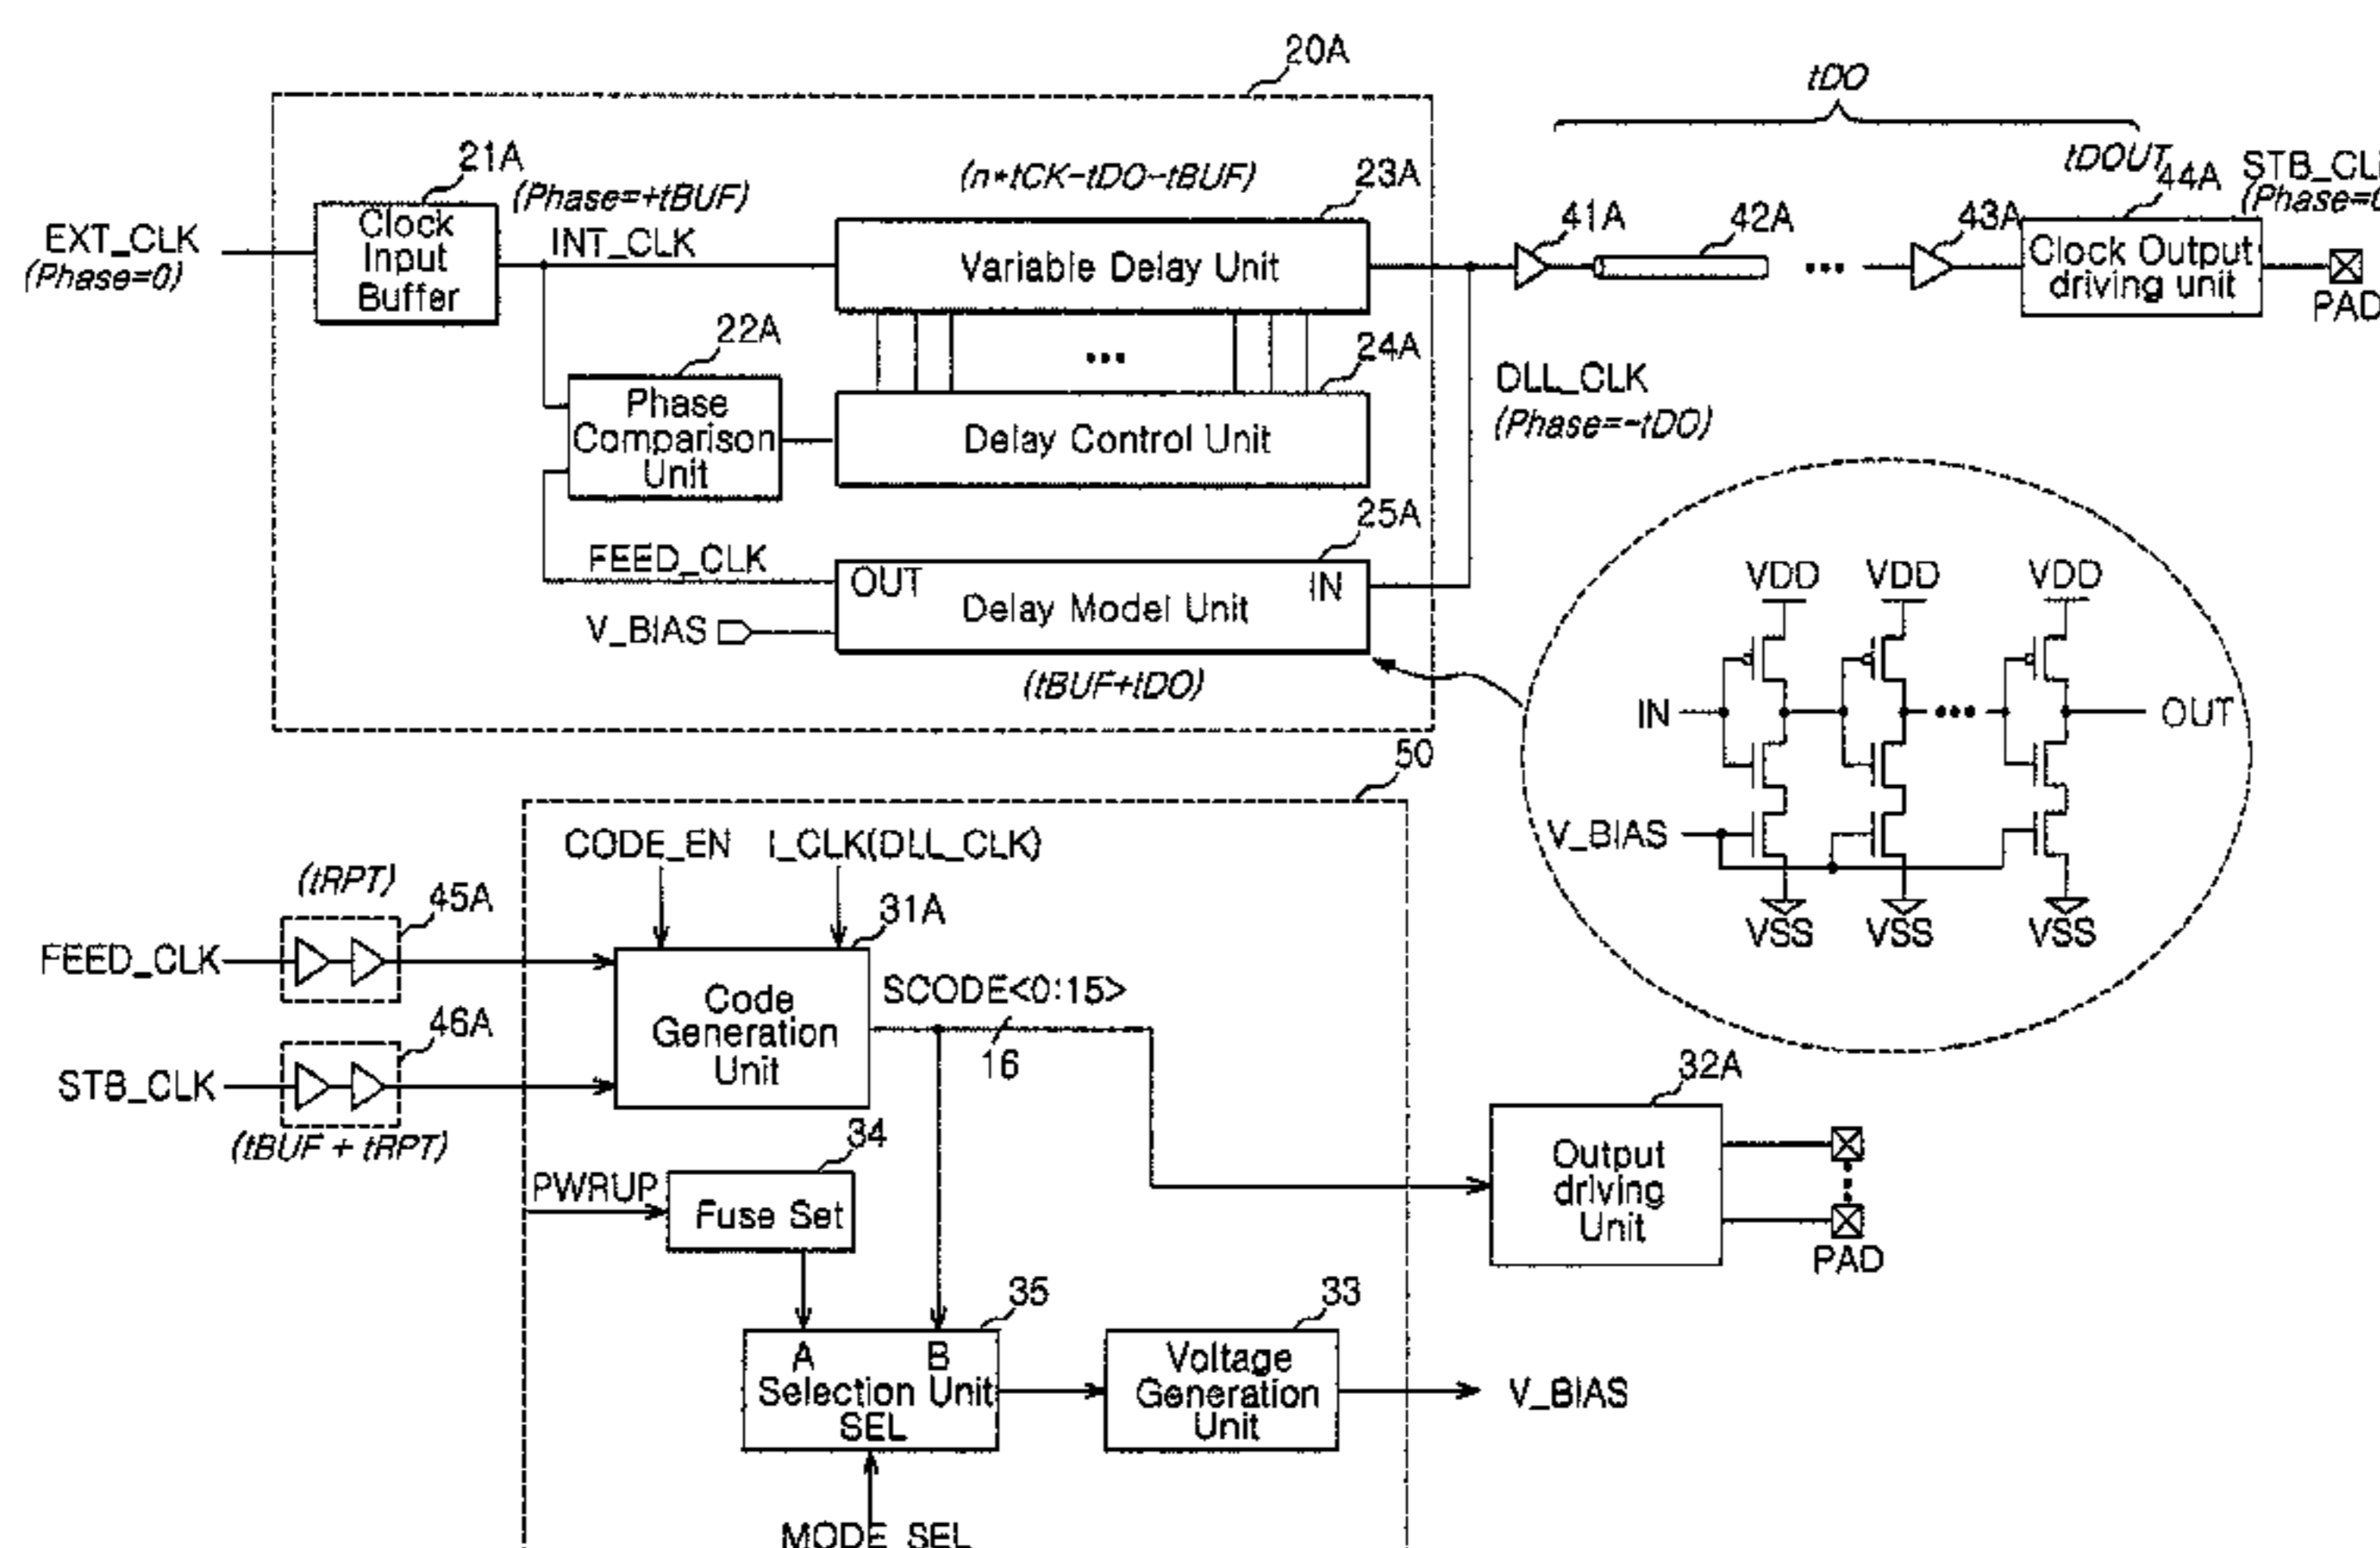 20A
tDO
21A
(Phase=+tBUF)
(n*tCK-tDO-tBUF)
23A
tDOUT
44A
EXT_CLK
(Phase=0)
Clock
Input
Buffer
INT_CLK
Variable Delay Unit
41A
42A
43A
Clock Output
driving unit
PAD
22A
24A
Phase
Comparison
Unit
Delay Control Unit
DLL_CLK
(Phase=-tDO)
25A
FEED_CLK
OUT
IN
Delay Model Unit
V_BIAS
(tBUF+tDO)
VDD
VDD
VDD
IN
OUT
V_BIAS
VSS
VSS
VSS
50
CODE_EN
I_CLK(DLL_CLK)
(tRPT)
45A
31A
FEED_CLK
Code
Generation
Unit
SCODE<0:15>
16
46A
STB_CLK
(tBUF + tRPT)
34
PWRUP
Fuse Set
32A
Output
driving
Unit
PAD
35
33
A
B
Selection Unit
SEL
Voltage
Generation
Unit
V_BIAS
MODE_SEL